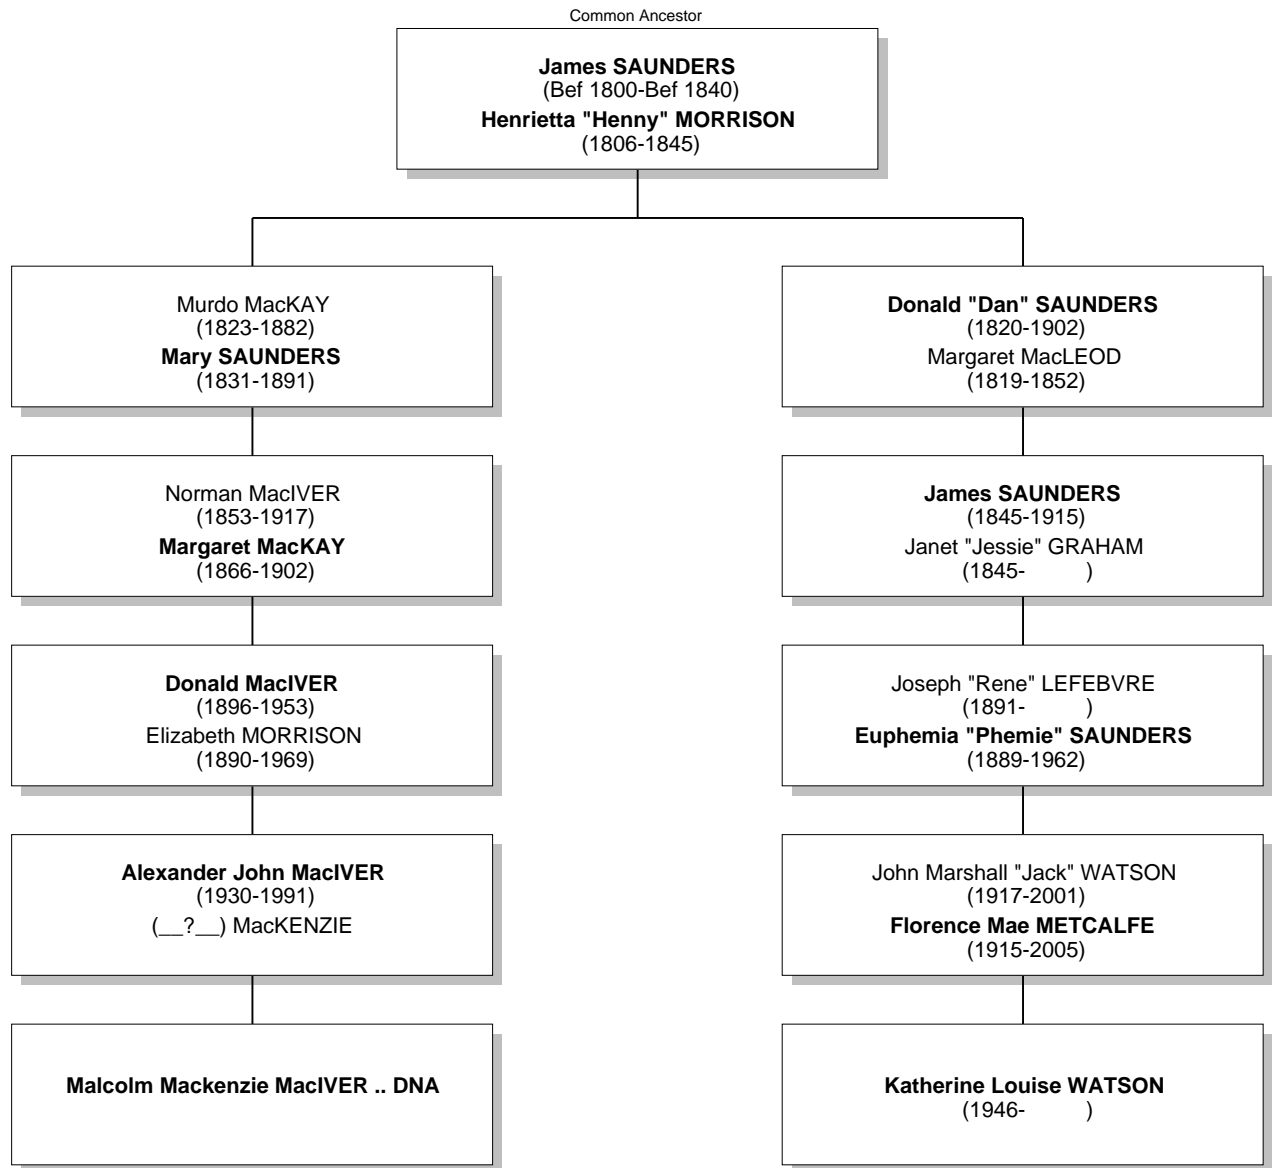 Common Ancestor
James SAUNDERS
(Bef 1800-Bef 1840)
Henrietta "Henny" MORRISON
(1806-1845)
Murdo MacKAY
(1823-1882)
Mary SAUNDERS
(1831-1891)
Donald "Dan" SAUNDERS
(1820-1902)
Margaret MacLEOD
(1819-1852)
Norman MacIVER
(1853-1917)
Margaret MacKAY
(1866-1902)
James SAUNDERS
(1845-1915)
Janet "Jessie" GRAHAM
(1845- )
Donald MacIVER
(1896-1953)
Elizabeth MORRISON
(1890-1969)
Joseph "Rene" LEFEBVRE
(1891- )
Euphemia "Phemie" SAUNDERS
(1889-1962)
Alexander John MacIVER
(1930-1991)
(__?__) MacKENZIE
John Marshall "Jack" WATSON
(1917-2001)
Florence Mae METCALFE
(1915-2005)
Malcolm Mackenzie MacIVER .. DNA
Katherine Louise WATSON
(1946- )